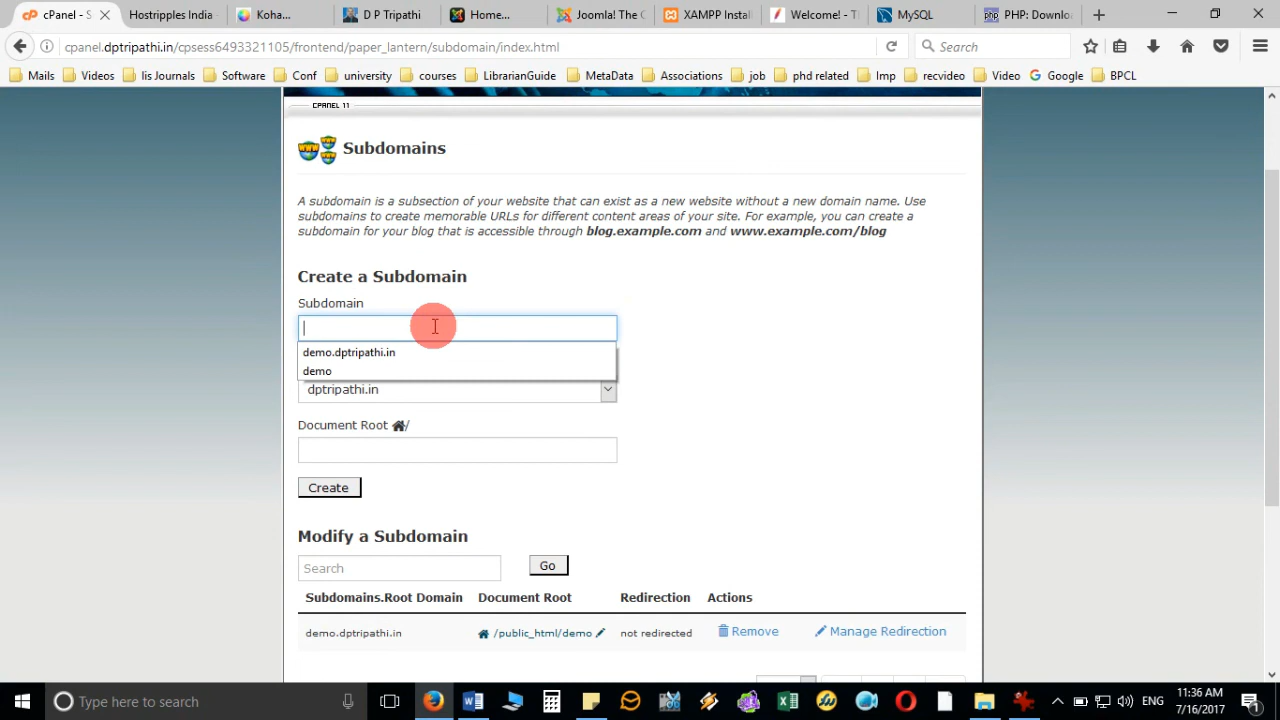 cPanel - S
Hostripples India
Koha...
D P Tripathi
Home...
Joomla! The C
XAMPP Instal
Welcome! - Th
MySQL
PHP: Downlo
cpanel.dptripathi.in/cpsess6493321105/frontend/paper_lantern/subdomain/index.html
Search
Mails Videos lis Journals Software Conf university courses LibrarianGuide MetaData Associations job phd related Imp recvideo Video Google BPCL
CPANEL 11
Subdomains
A subdomain is a subsection of your website that can exist as a new website without a new domain name. Use
subdomains to create memorable URLs for different content areas of your site. For example, you can create a
subdomain for your blog that is accessible through blog.example.com and www.example.com/blog
Create a Subdomain
Subdomain
demo.dptripathi.in
demo
dptripathi.in
Document Root /
Create
Modify a Subdomain
Search
Go
Subdomains.Root Domain Document Root Redirection Actions
demo.dptripathi.in /public_html/demo not redirected Remove Manage Redirection
Type here to search
ENG
11:36 AM
7/16/2017
1